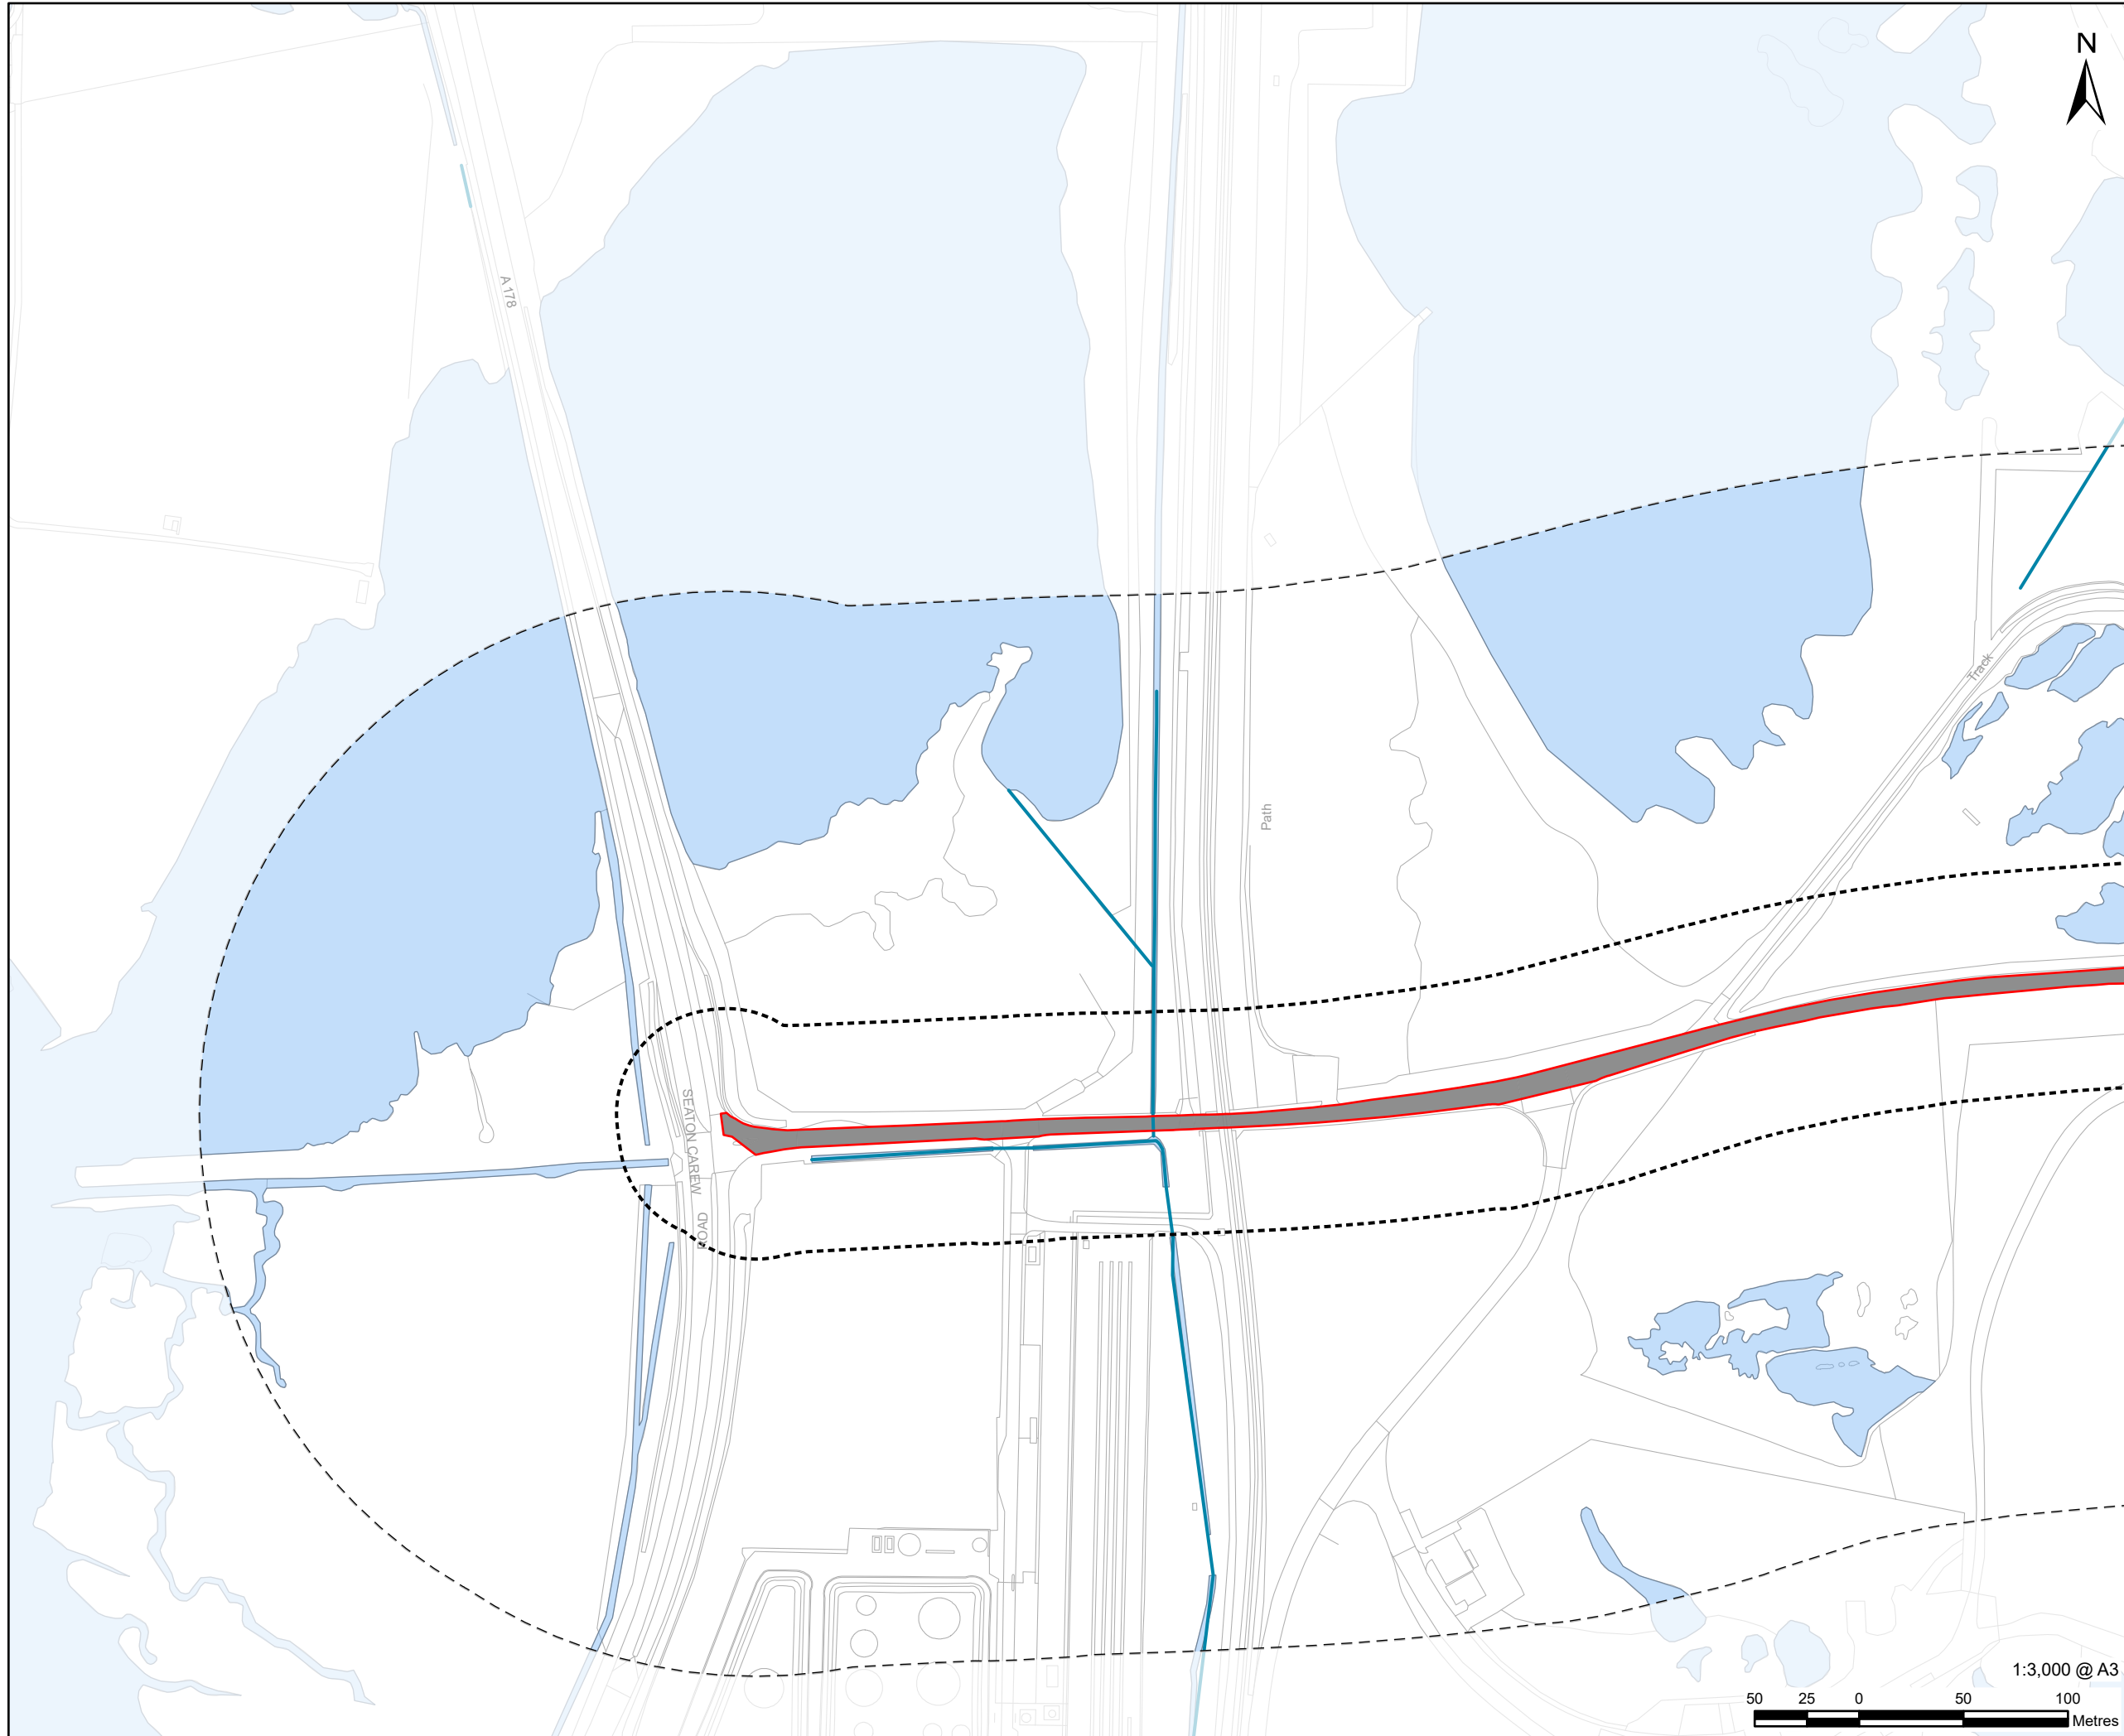 N
A 178
Track
Path
SEATON CAREW ROAD
1:3,000 @ A3
50 25 0 50 100
Metres